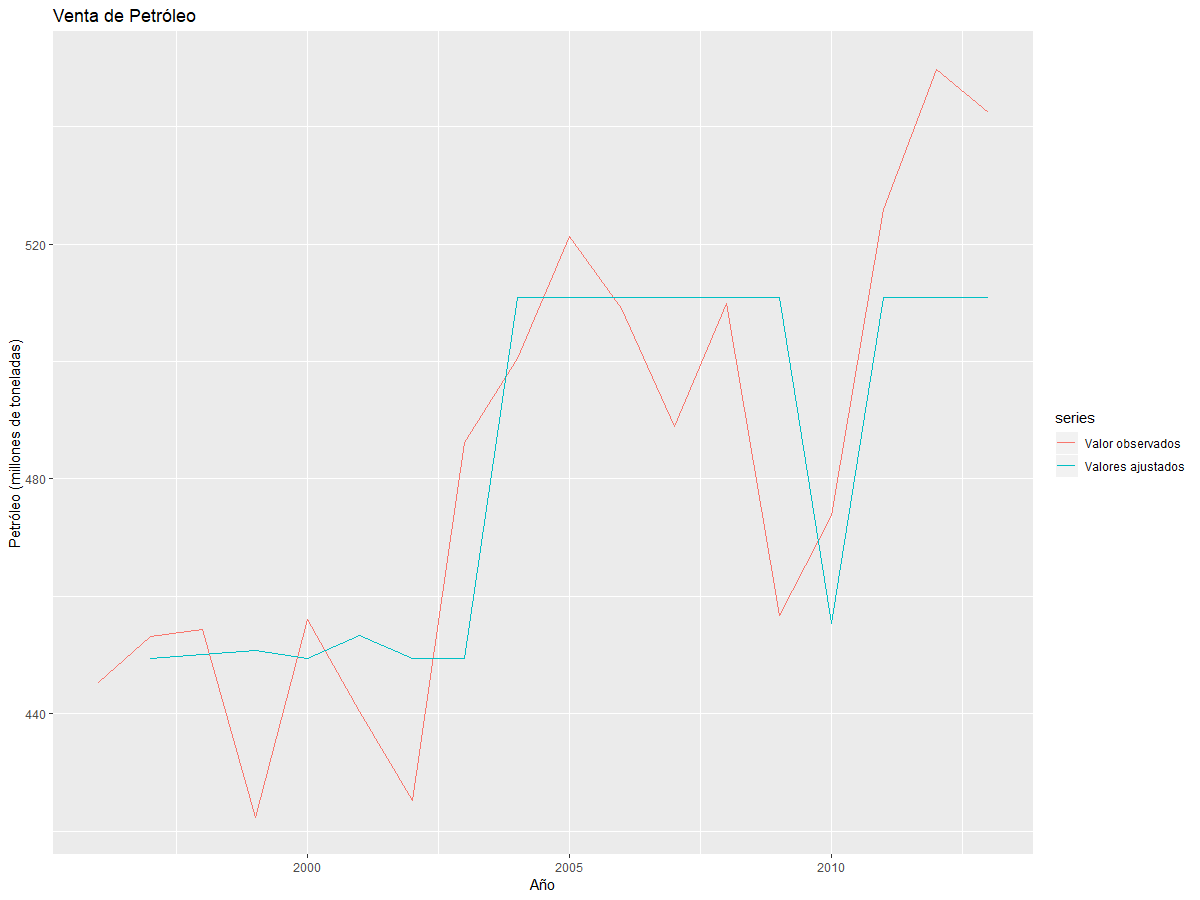 Venta de Petróleo
Petróleo (millones de toneladas)
520
480
440
2000
2005
2010
Año
series
Valor observados
Valores ajustados